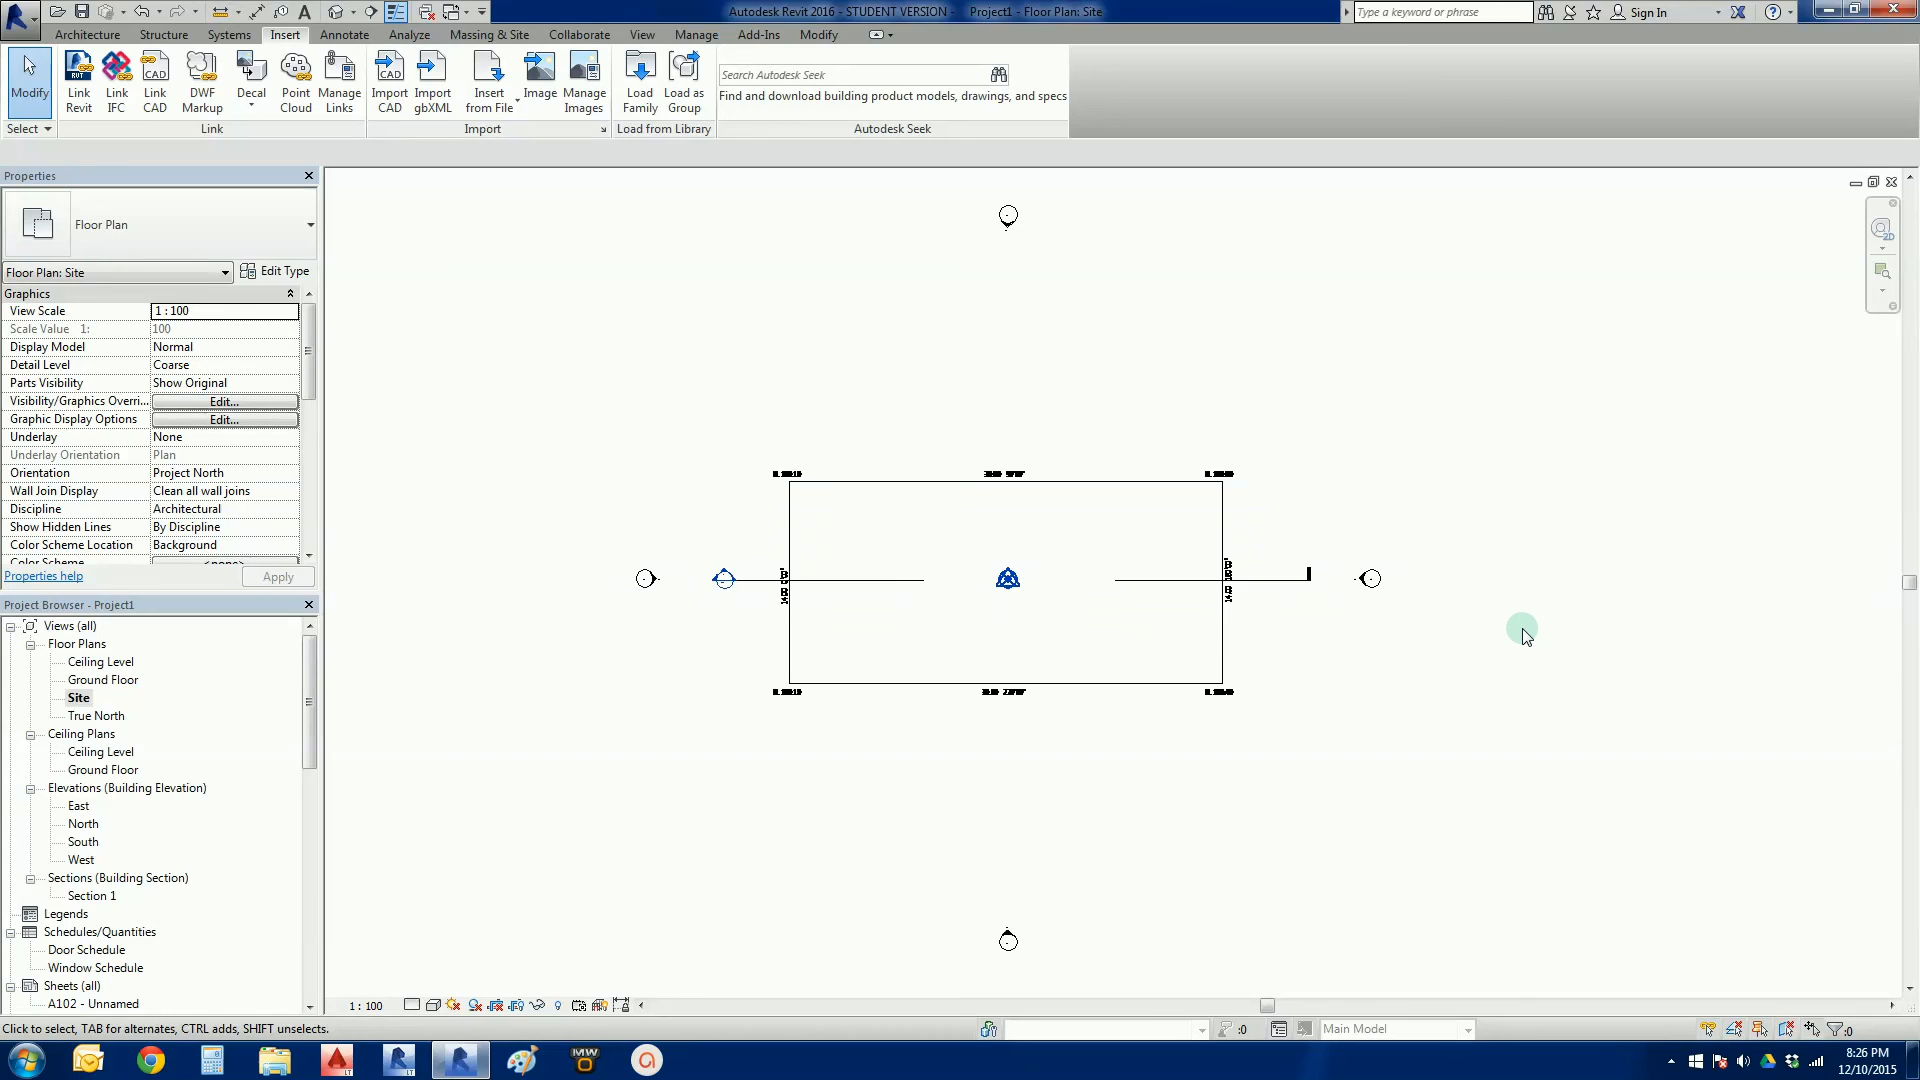 Autodesk Revit 2016 - STUDENT VERSION - Project1 - Floor Plan: Site
Type a keyword or phrase
Sign In
Architecture Structure Systems Insert Annotate Analyze Massing & Site Collaborate View Manage Add-Ins Modify
Modify
Link Revit
Link IFC
Link CAD
DWF Markup
Decal
Point Cloud
Manage Links
Import CAD
Import gbXML
Insert from File
Image
Manage Images
Load Family
Load as Group
Search Autodesk Seek
Find and download building product models, drawings, and specs
Select
Link
Import
Load from Library
Autodesk Seek
Properties
Floor Plan
Floor Plan: Site
Edit Type
Graphics
View Scale 1 : 100
Scale Value 1: 100
Display Model Normal
Detail Level Coarse
Parts Visibility Show Original
Visibility/Graphics Overri... Edit...
Graphic Display Options Edit...
Underlay None
Underlay Orientation Plan
Orientation Project North
Wall Join Display Clean all wall joins
Discipline Architectural
Show Hidden Lines By Discipline
Color Scheme Location Background
Color Scheme <none>
Properties help
Apply
Project Browser - Project1
Views (all)
Floor Plans
Ceiling Level
Ground Floor
Site
True North
Ceiling Plans
Ceiling Level
Ground Floor
Elevations (Building Elevation)
East
North
South
West
Sections (Building Section)
Section 1
Legends
Schedules/Quantities
Door Schedule
Window Schedule
Sheets (all)
A102 - Unnamed
1 : 100
Click to select, TAB for alternates, CTRL adds, SHIFT unselects.
:0
Main Model
:0
8:26 PM
12/10/2015